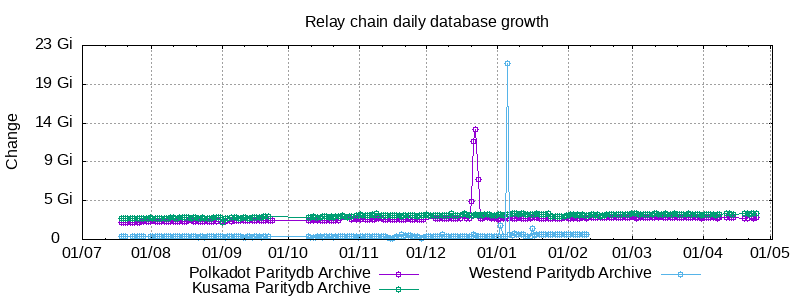 Relay chain daily database growth
23 Gi
19 Gi
14 Gi
9 Gi
5 Gi
0
Change
01/07 01/08 01/09 01/10 01/11 01/12 01/01 01/02 01/03 01/04 01/05
Polkadot Paritydb Archive Westend Paritydb Archive
Kusama Paritydb Archive